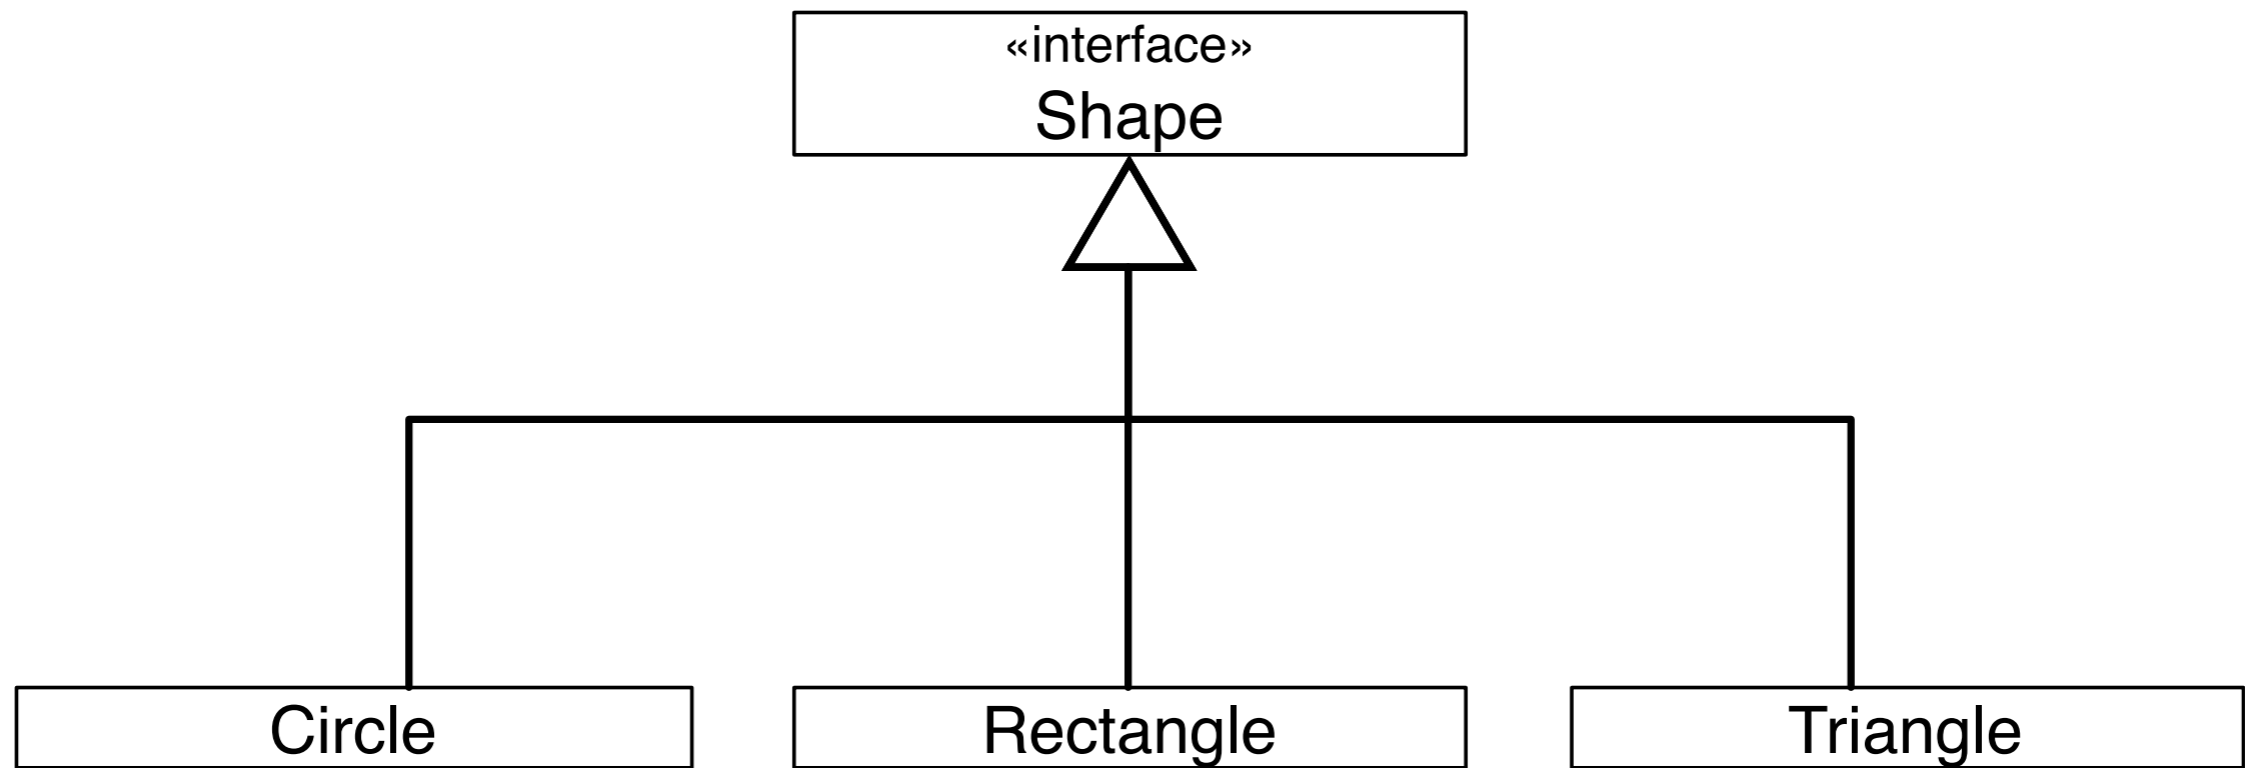 «interface»
Shape
Circle
Rectangle
Triangle